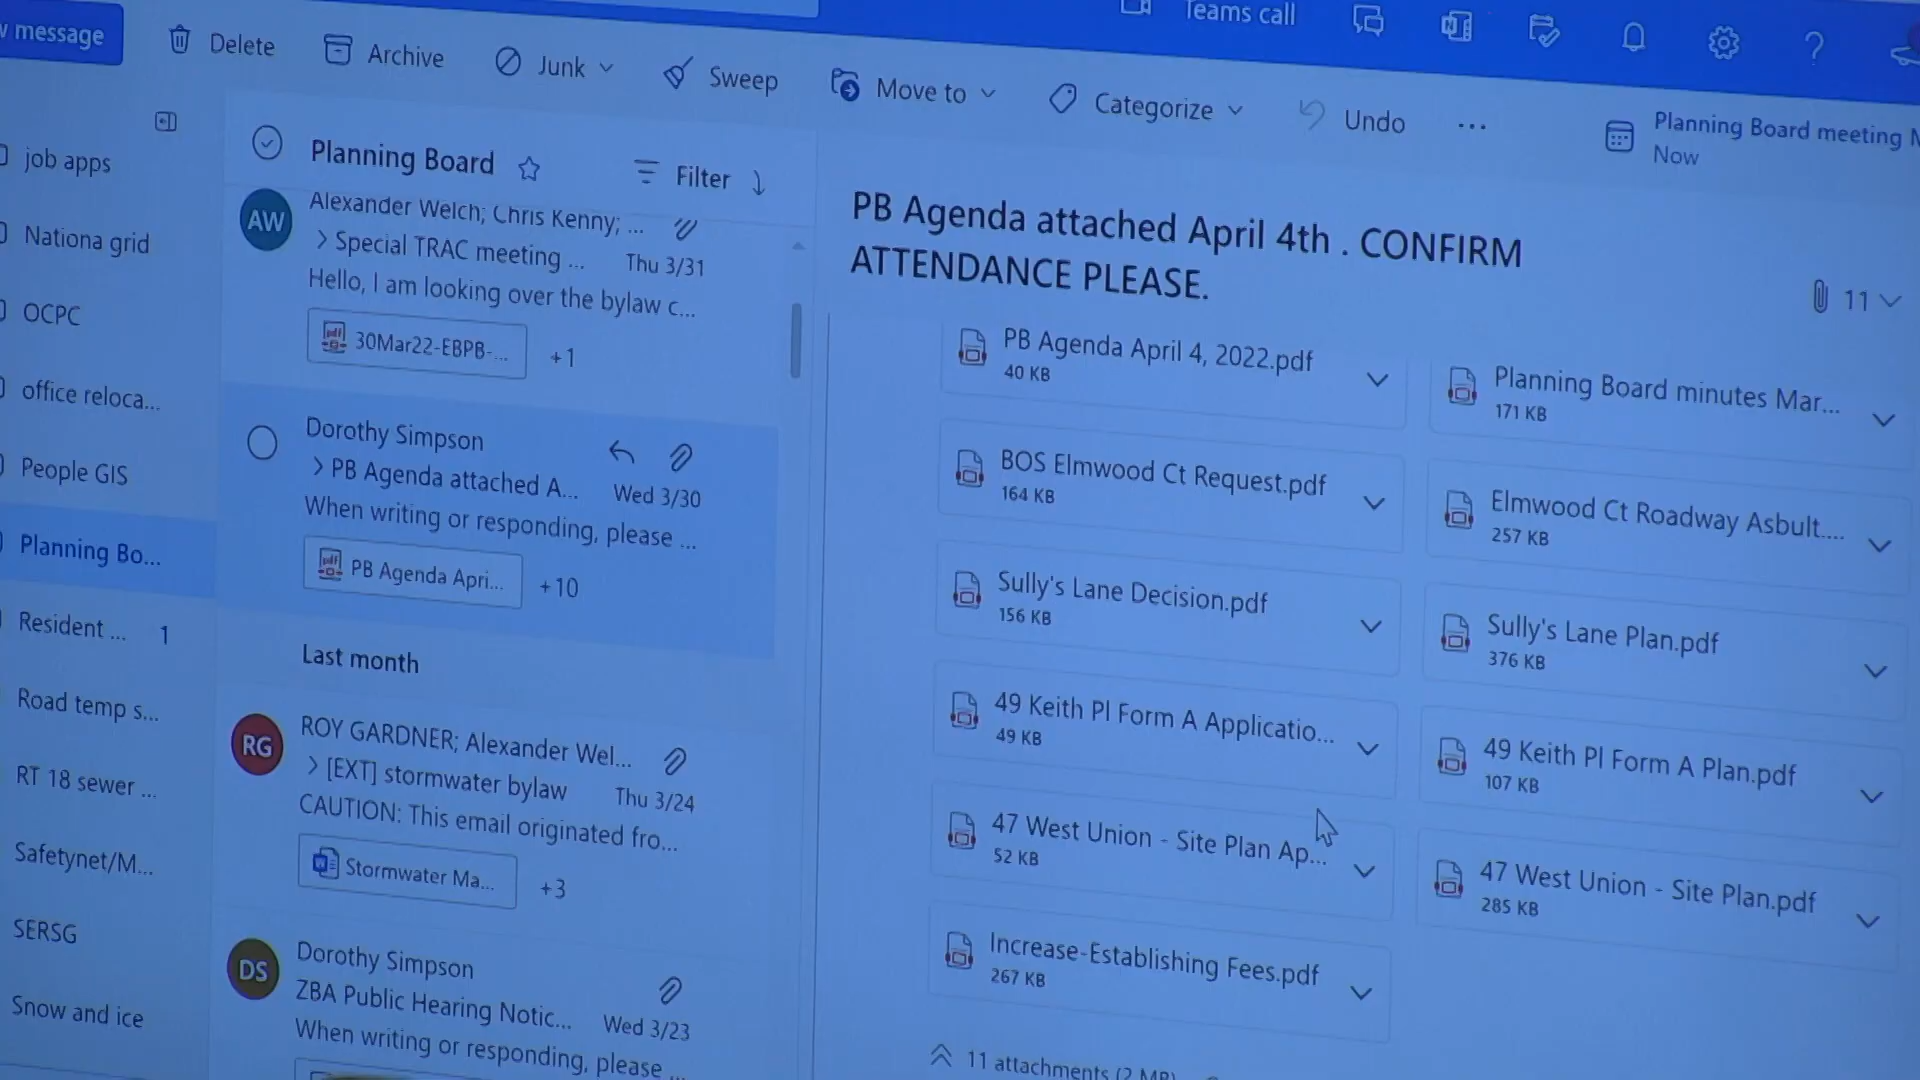 message
Delete
Archive
Junk
Sweep
Move to
Categorize
Undo
...
Teams call
Planning Board meeting
Now
job apps
Nationa grid
OCPC
office reloca...
People GIS
Planning Bo...
Resident ... 1
Road temp s...
RT 18 sewer ...
Safetynet/M...
SERSG
Snow and ice
Planning Board
Filter
AW
Alexander Welch; Chris Kenny; ...
Special TRAC meeting ... Thu 3/31
Hello, I am looking over the bylaw c...
30Mar22-EBPB-... +1
Dorothy Simpson
PB Agenda attached A... Wed 3/30
When writing or responding, please ...
PB Agenda Apri... +10
Last month
RG
ROY GARDNER; Alexander Wel...
[EXT] stormwater bylaw Thu 3/24
CAUTION: This email originated fro...
Stormwater Ma... +3
DS
Dorothy Simpson
ZBA Public Hearing Notic... Wed 3/23
When writing or responding, please ...
PB Agenda attached April 4th . CONFIRM
ATTENDANCE PLEASE.
11
PB Agenda April 4, 2022.pdf
40 KB
Planning Board minutes Mar...
171 KB
BOS Elmwood Ct Request.pdf
164 KB
Elmwood Ct Roadway Asbult....
257 KB
Sully's Lane Decision.pdf
156 KB
Sully's Lane Plan.pdf
376 KB
49 Keith Pl Form A Applicatio...
49 KB
49 Keith Pl Form A Plan.pdf
107 KB
47 West Union - Site Plan Ap...
52 KB
47 West Union - Site Plan.pdf
285 KB
Increase-Establishing Fees.pdf
267 KB
11 attachments (2 MB)